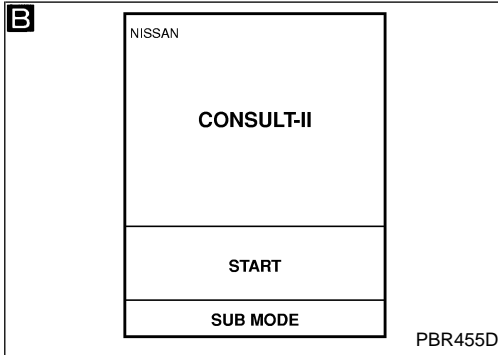 B
NISSAN
CONSULT-II
START
SUB MODE
PBR455D